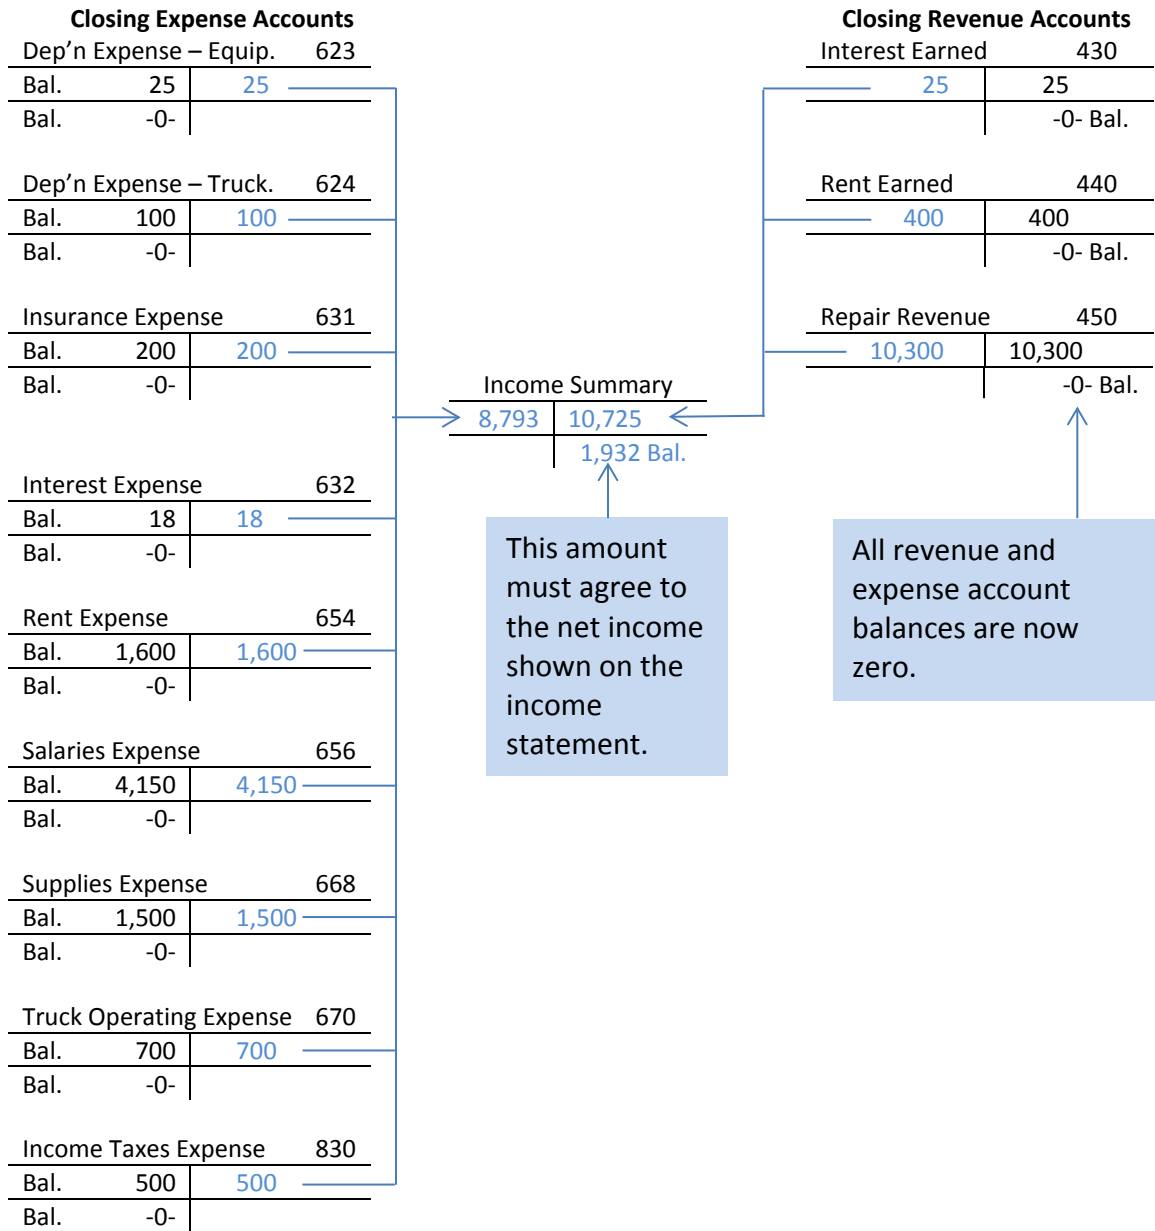 Closing Expense Accounts
Dep’n Expense – Equip. 623
Bal. 25 25
Bal. -0-
Dep’n Expense – Truck. 624
Bal. 100 100
Bal. -0-
Insurance Expense 631
Bal. 200 200
Bal. -0-
Interest Expense 632
Bal. 18 18
Bal. -0-
Rent Expense 654
Bal. 1,600 1,600
Bal. -0-
Salaries Expense 656
Bal. 4,150 4,150
Bal. -0-
Supplies Expense 668
Bal. 1,500 1,500
Bal. -0-
Truck Operating Expense 670
Bal. 700 700
Bal. -0-
Income Taxes Expense 830
Bal. 500 500
Bal. -0-
Income Summary
8,793 10,725
1,932 Bal.
This amount
must agree to
the net income
shown on the
income
statement.
Closing Revenue Accounts
Interest Earned 430
25 25
-0- Bal.
Rent Earned 440
400 400
-0- Bal.
Repair Revenue 450
10,300 10,300
-0- Bal.
All revenue and
expense account
balances are now
zero.